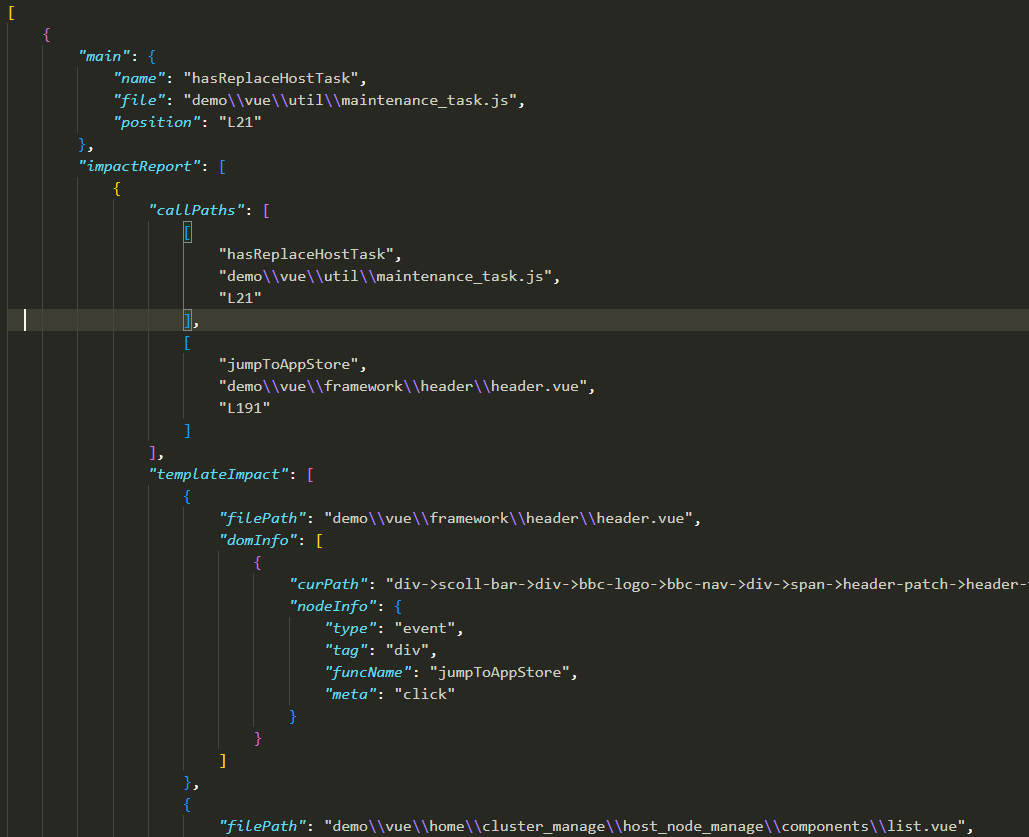 [
{
"main": {
"name": "hasReplaceHostTask",
"file": "demo\\vue\\util\\maintenance_task.js",
"position": "L21"
},
"impactReport": [
{
"callPaths": [
[
"hasReplaceHostTask",
"demo\\vue\\util\\maintenance_task.js",
"L21"
],
[
"jumpToAppStore",
"demo\\vue\\framework\\header\\header.vue",
"L191"
]
],
"templateImpact": [
{
"filePath": "demo\\vue\\framework\\header\\header.vue",
"domInfo": [
{
"curPath": "div->scoll-bar->div->bbc-logo->bbc-nav->div->span->header-patch->header-
"nodeInfo": {
"type": "event",
"tag": "div",
"funcName": "jumpToAppStore",
"meta": "click"
}
}
]
},
{
"filePath": "demo\\vue\\home\\cluster_manage\\host_node_manage\\components\\list.vue",